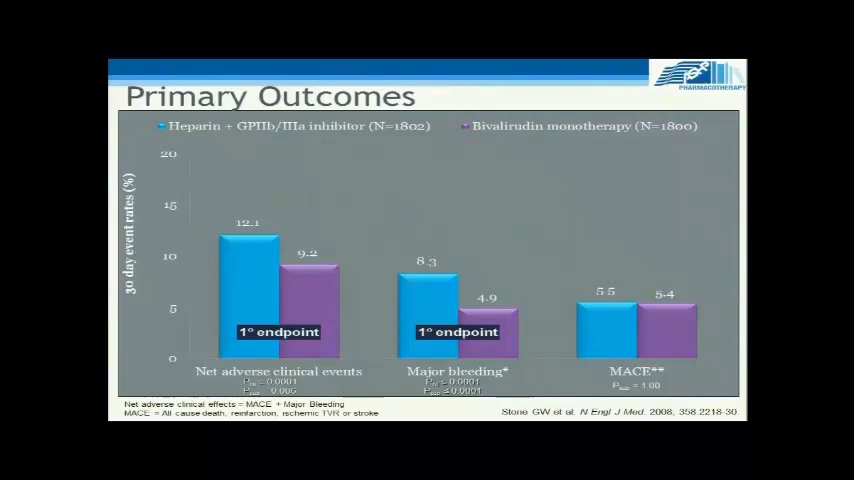 PHARMACOTHERAPY
Primary Outcomes
Heparin + GPIIb/IIIa inhibitor (N=1802)
Bivalirudin monotherapy (N=1800)
30 day event rates (%)
20
15
10
5
0
12.1
9.2
8.3
4.9
5.5
5.4
1° endpoint
1° endpoint
Net adverse clinical events
Major bleeding*
MACE**
= 1.00
Net adverse clinical effects = MACE + Major Bleeding
MACE = All cause death, reinfarction, ischemic TVR or stroke
Stone GW et al. N Engl J Med. 2008; 358:2218-30.